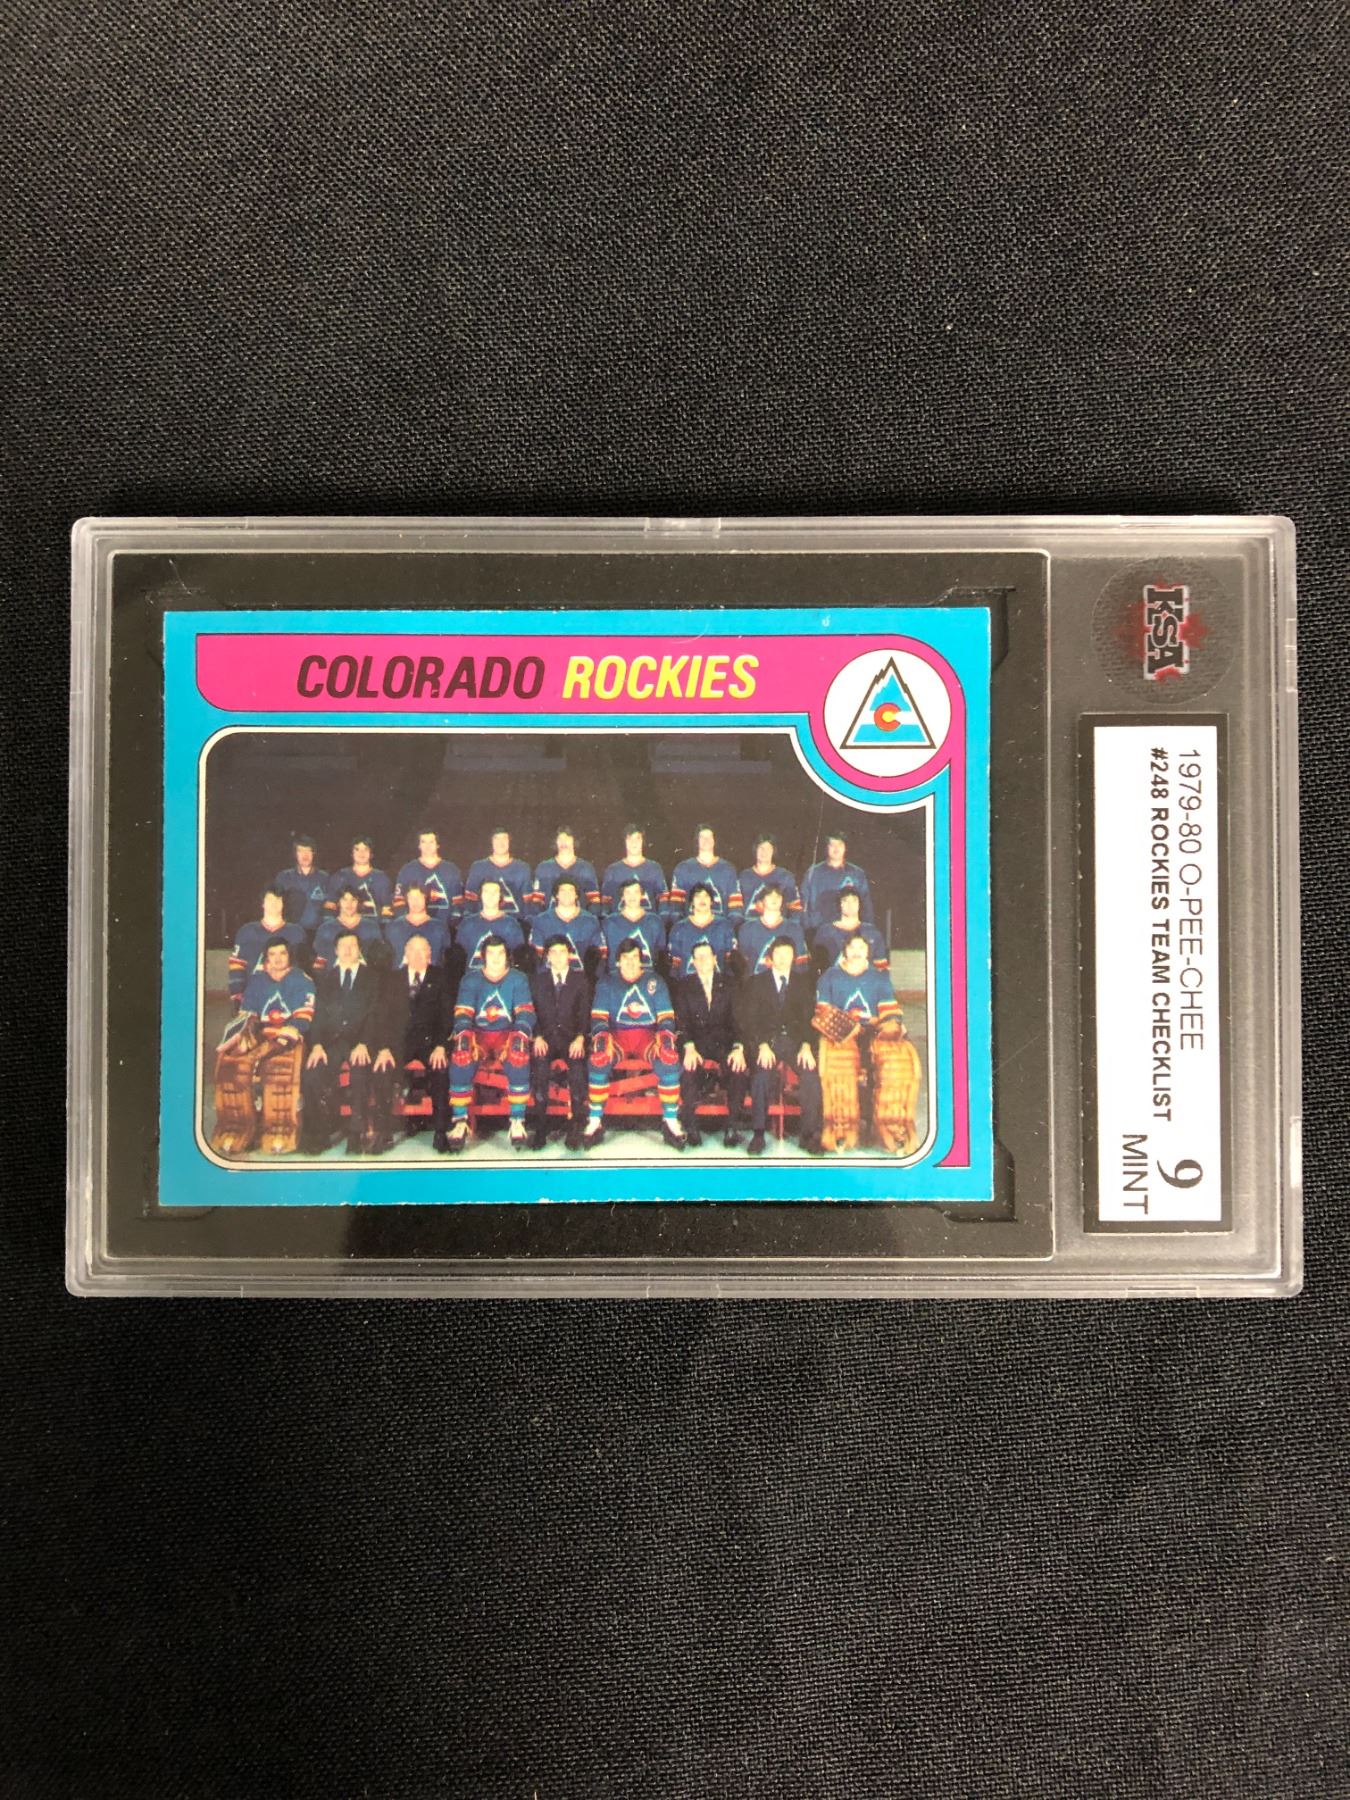 COLORADO ROCKIES
C
KSA
1979-80 O-PEE-CHEE
#248 ROCKIES TEAM CHECKLIST
9
MINT